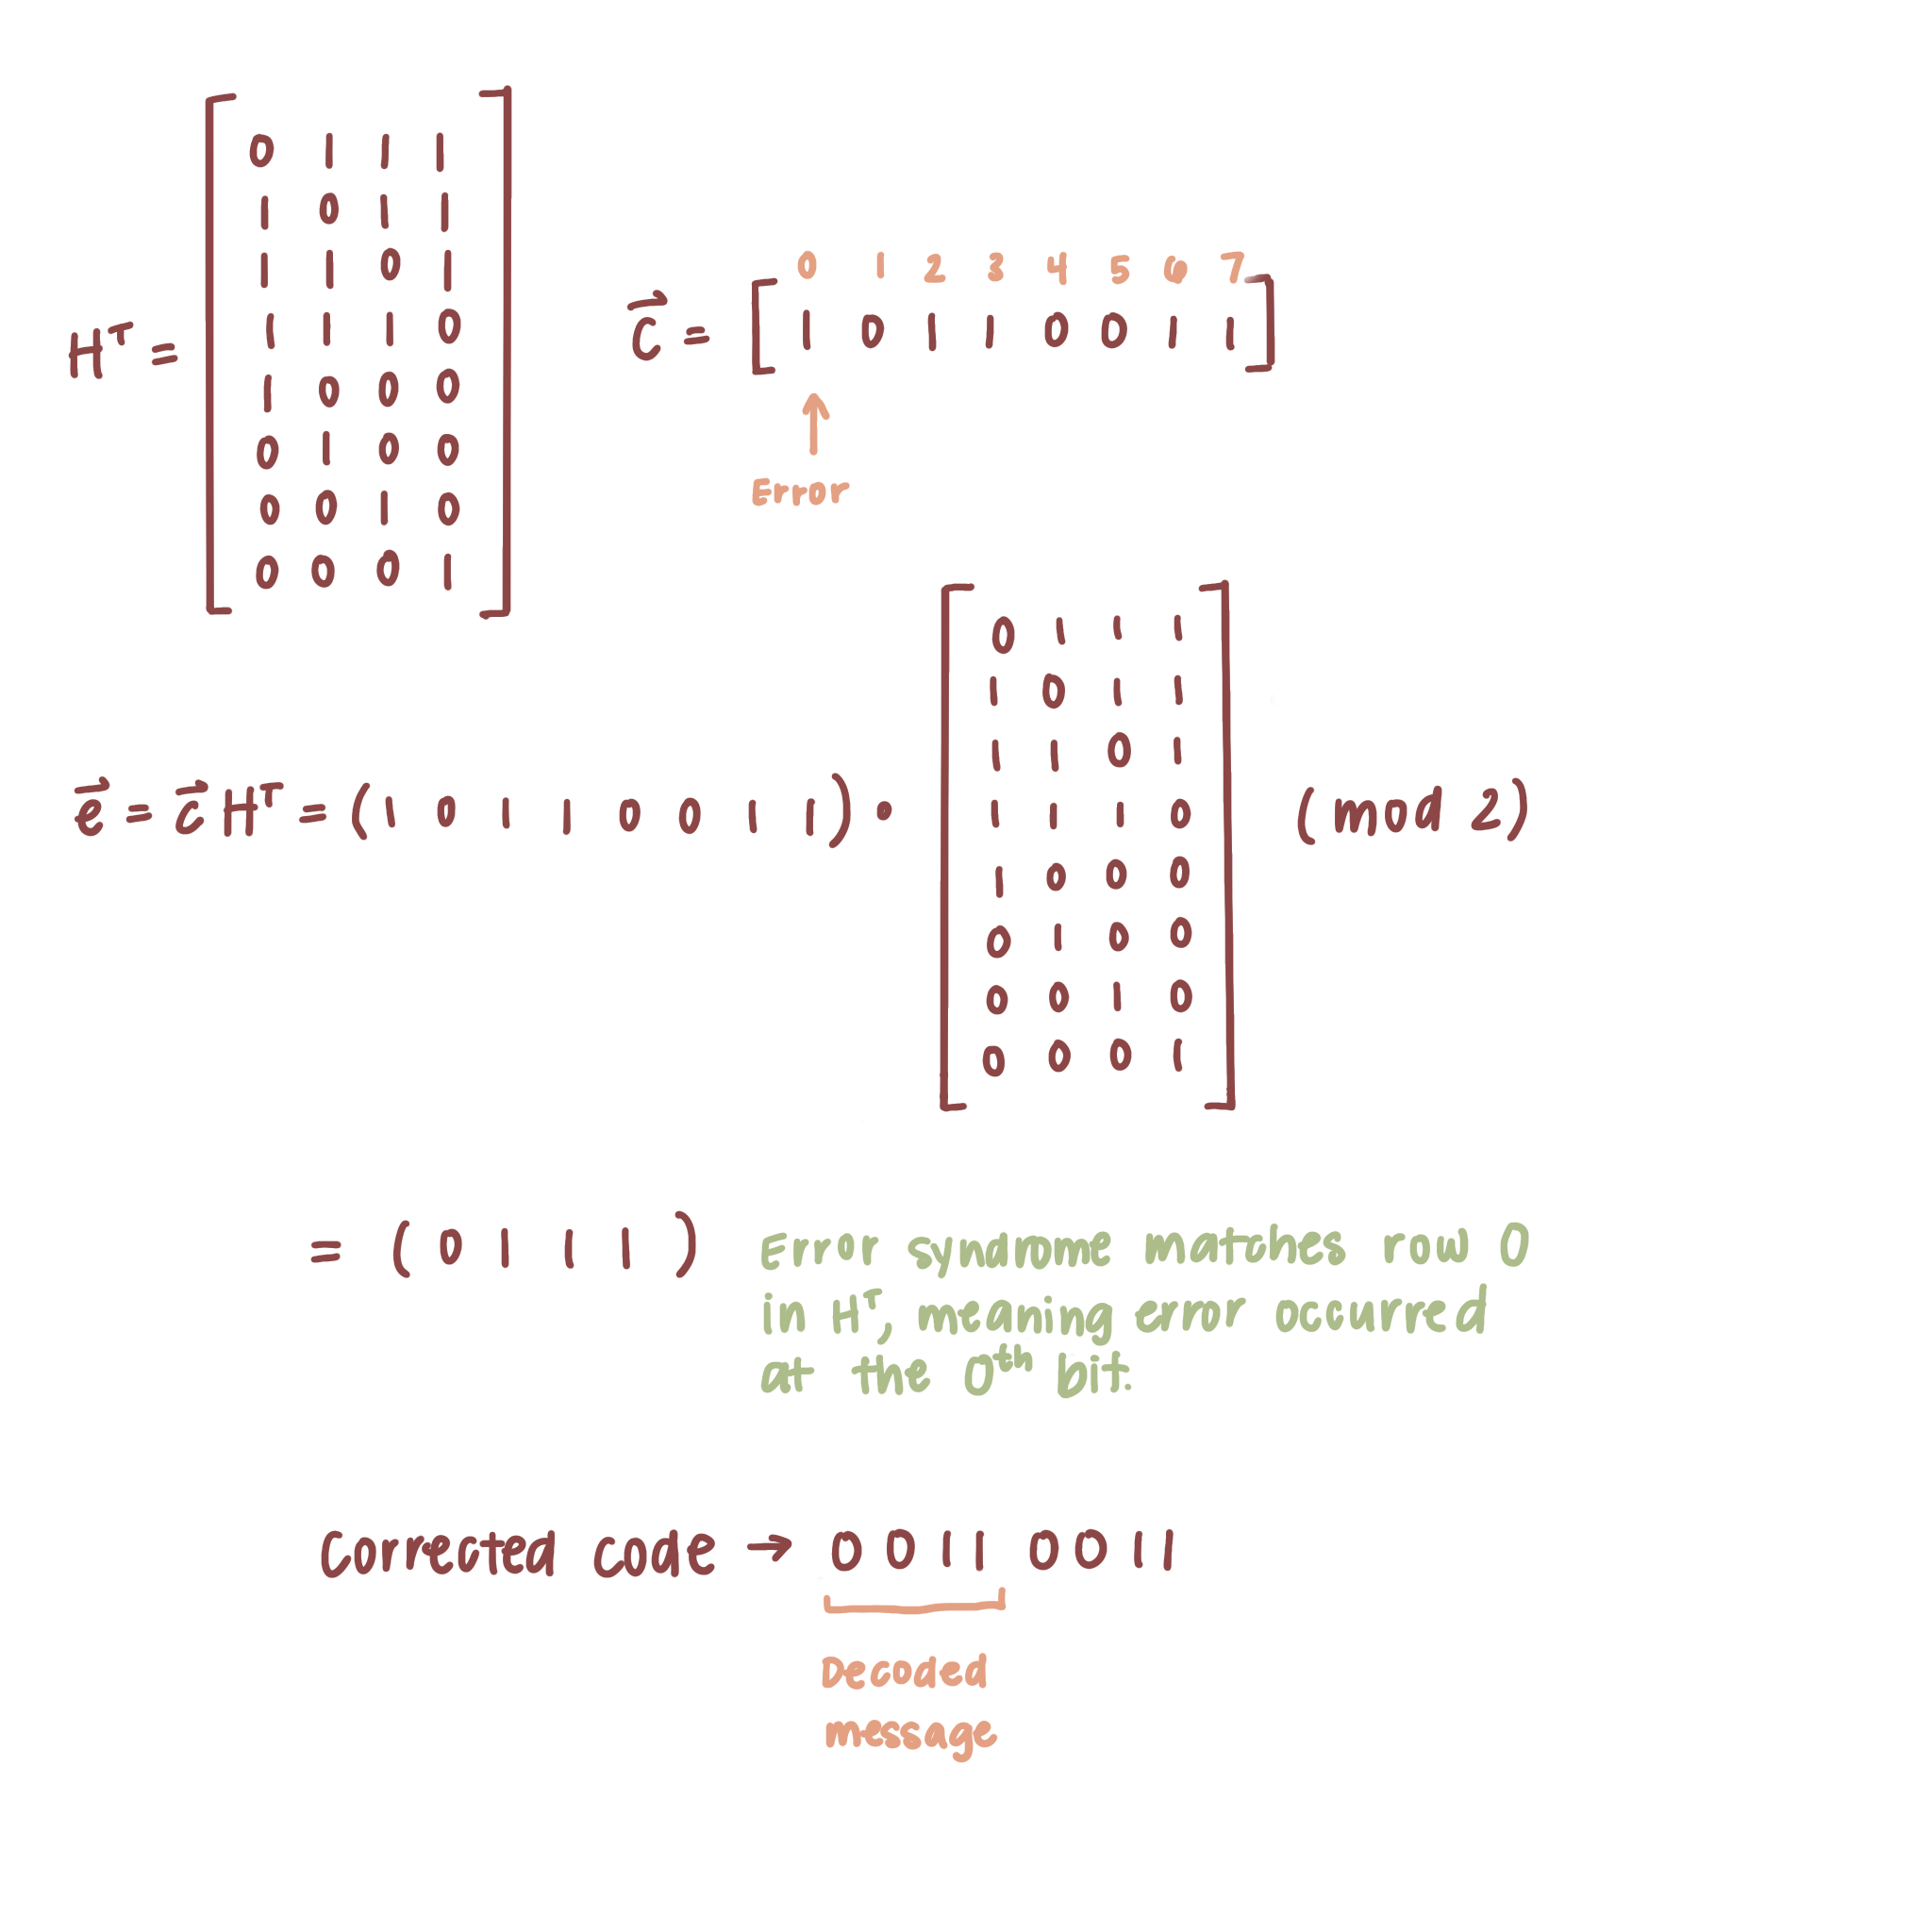 0 1 1 1
1 0 1 1
1 1 0 1
1 1 1 0
1 0 0 0
0 1 0 0
0 0 1 0
0 0 0 1
Hᵀ =
0 1 2 3 4 5 6 7
c⃗ = [ 1 0 1 1 0 0 1 1 ]
Error
e⃗ = c⃗ Hᵀ = ( 1 0 1 1 0 0 1 1 ) •
0 1 1 1
1 0 1 1
1 1 0 1
1 1 1 0
1 0 0 0
0 1 0 0
0 0 1 0
0 0 0 1
(mod 2)
= ( 0 1 1 1 )
Error syndrome matches row 0
in Hᵀ, meaning error occurred
at the 0ᵗʰ bit.
Corrected code → 0 0 1 1 0 0 1 1
Decoded
message